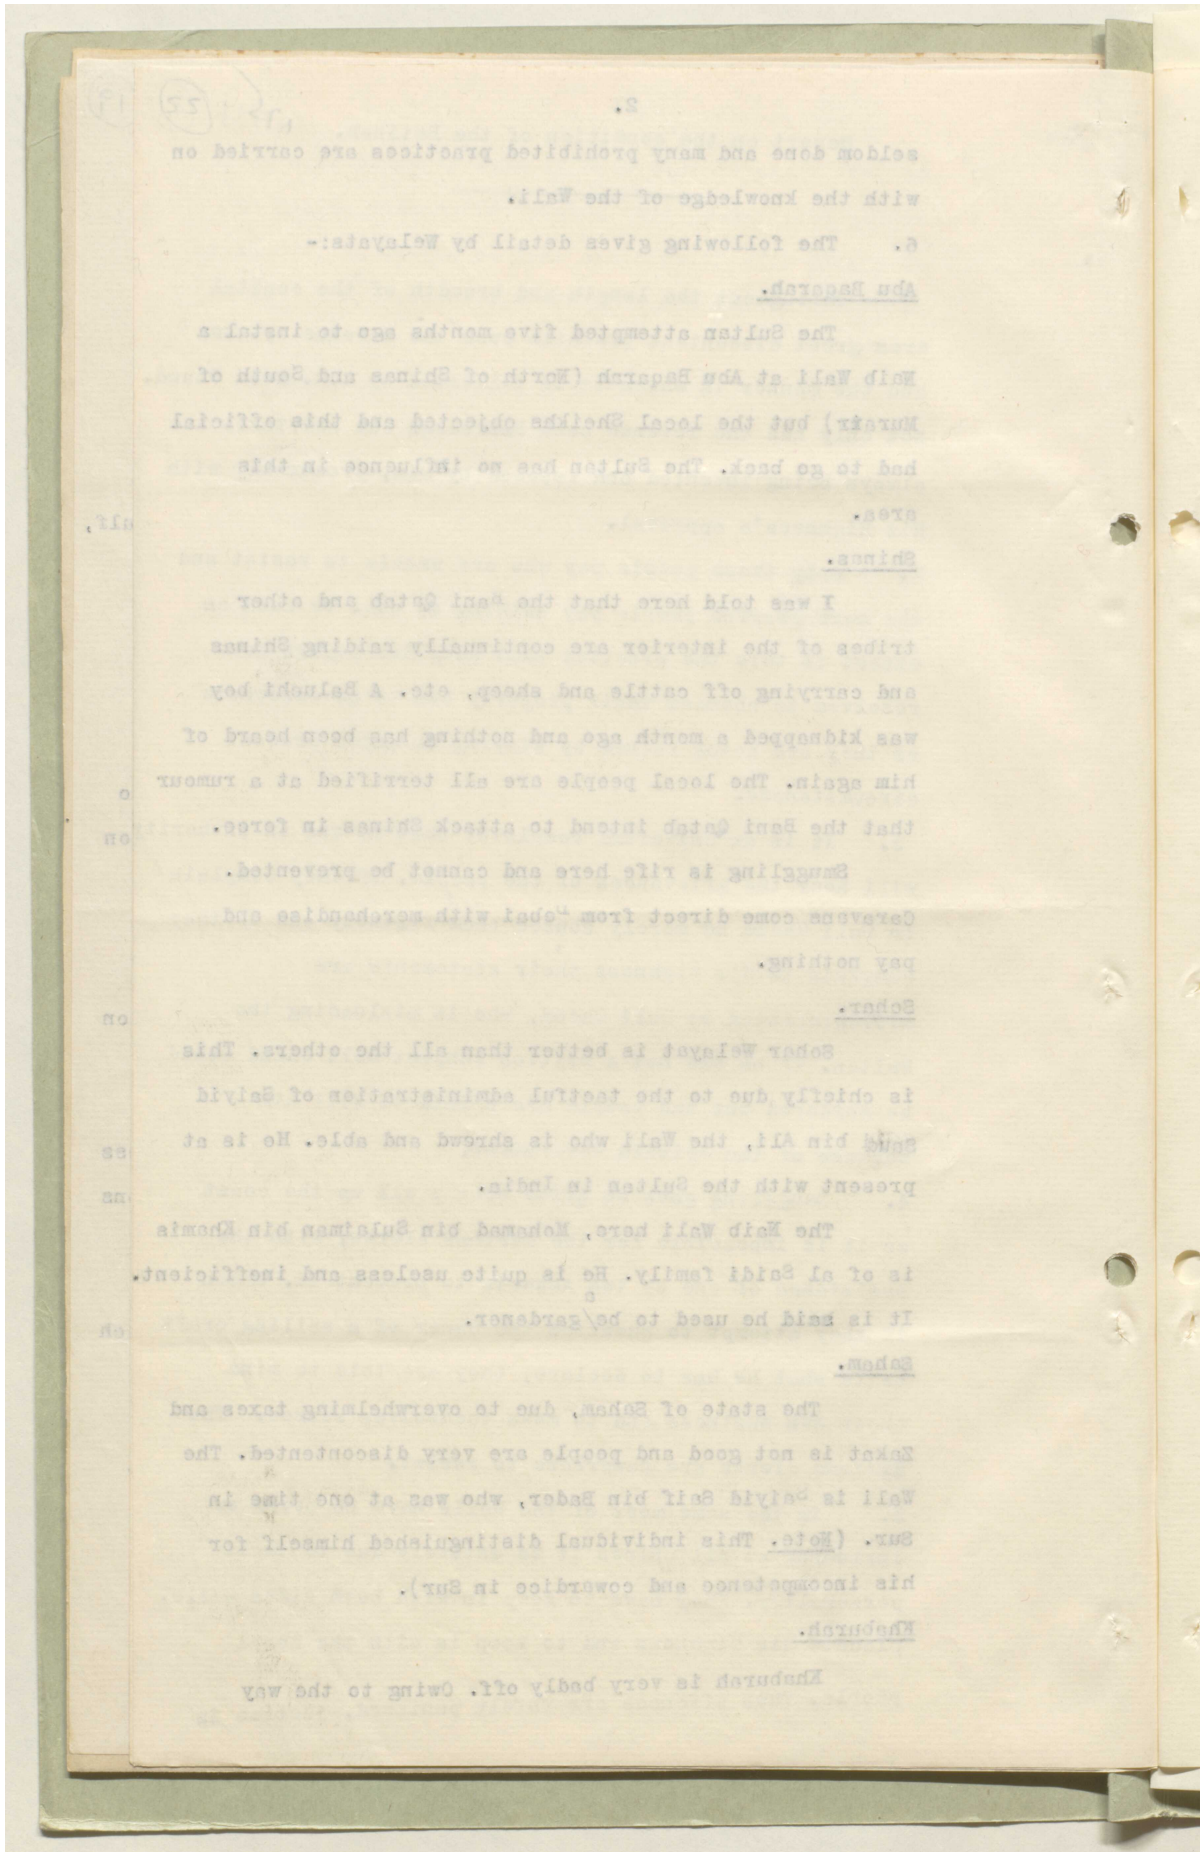 2.
seldom done and many prohibited practices are carried on
with the knowledge of the Wali.
6. The following gives detail by Welayats:-
Abu Baqarah.
The Sultan attempted five months ago to instal a
Naib Wali at Abu Baqarah (North of Shinas and South of
Murair) but the local Sheikhs objected and this official
had to go back. The Sultan has no influence in this
area.
Shinas.
I was told here that the Bani Qatab and other
tribes of the interior are continually raiding Shinas
and carrying off cattle and sheep, etc. A Baluchi boy
was kidnapped a month ago and nothing has been heard of
him again. The local people are all terrified at a rumour
that the Bani Qatab intend to attack Shinas in force.
Smuggling is rife here and cannot be prevented.
Caravans come direct from Debai with merchandise and
pay nothing.
Sohar.
Sohar Welayat is better than all the others. This
is chiefly due to the tactful administration of Saiyid
Saud bin Ali, the Wali who is shrewd and able. He is at
present with the Sultan in India.
The Naib Wali here, Mohamed bin Suleiman bin Khamis
is of al Saidi family. He is quite useless and inefficient.
It is said he used to be/a gardener.
Saham.
The state of Saham, due to overwhelming taxes and
Zakat is not good and people are very discontented. The
Wali is Saiyid Saif bin Bader, who was at one time in
Sur. (Note. This individual distinguished himself for
his incompetence and cowardice in Sur).
Khaburah.
Khaburah is very badly off. Owing to the way
22
19